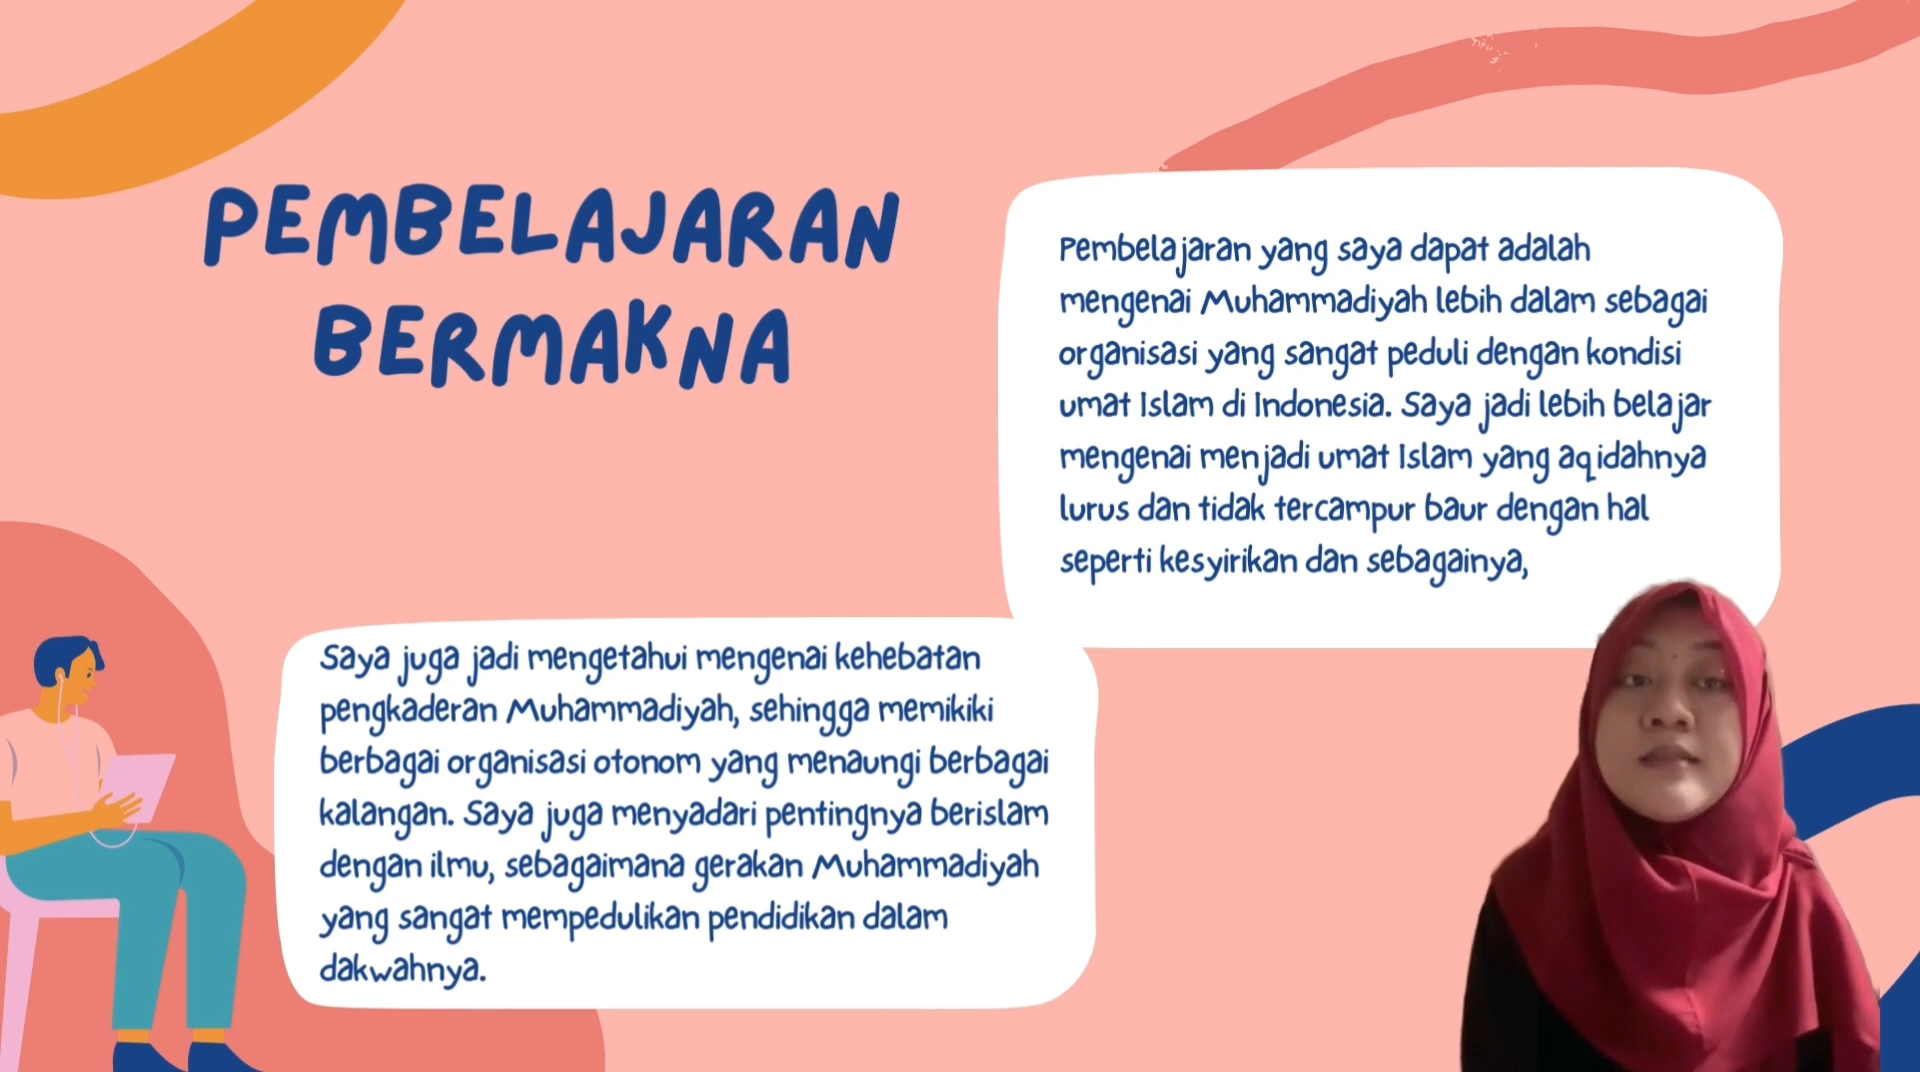 PEMBELAJARAN
BERMAKNA
Pembelajaran yang saya dapat adalah
mengenai Muhammadiyah lebih dalam sebagai
organisasi yang sangat peduli dengan kondisi
umat Islam di Indonesia. Saya jadi lebih belajar
mengenai menjadi umat Islam yang aqidahnya
lurus dan tidak tercampur baur dengan hal
seperti kesyirikan dan sebagainya,
Saya juga jadi mengetahui mengenai kehebatan
pengkaderan Muhammadiyah, sehingga memikiki
berbagai organisasi otonom yang menaungi berbagai
kalangan. Saya juga menyadari pentingnya berislam
dengan ilmu, sebagaimana gerakan Muhammadiyah
yang sangat mempedulikan pendidikan dalam
dakwahnya.